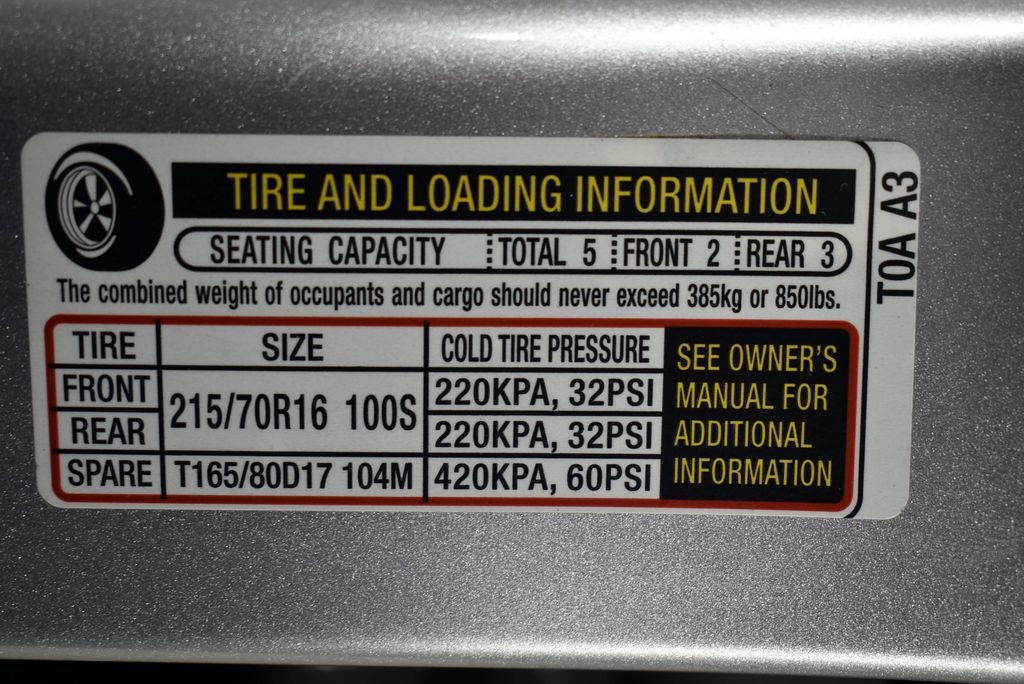 TIRE AND LOADING INFORMATION
SEATING CAPACITY TOTAL 5 FRONT 2 REAR 3
The combined weight of occupants and cargo should never exceed 385kg or 850lbs.
TIRE SIZE COLD TIRE PRESSURE
FRONT 215/70R16 100S 220KPA, 32PSI
REAR 220KPA, 32PSI
SPARE T165/80D17 104M 420KPA, 60PSI
SEE OWNER'S
MANUAL FOR
ADDITIONAL
INFORMATION
T0A A3